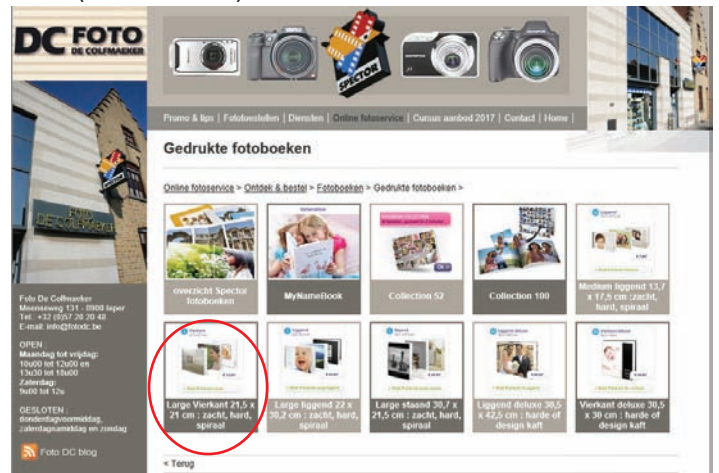 DC FOTO
DE COLFMAEKER
SPECTOR
Promo & tips | Fototoestellen | Diensten | Online fotoservice | Cursus aanbod 2017 | Contact | Home |
Gedrukte fotoboeken
Online fotoservice > Ontdek & bestel > Fotoboeken > Gedrukte fotoboeken >
overzicht Spector
fotoboeken
MyNameBook
Collection 52
Collection 100
Medium liggend 13,7
x 17,5 cm :zacht,
hard, spiraal
Large Vierkant 21,5 x
21 cm : zacht, hard,
spiraal
Large liggend 22 x
30,2 cm : zacht, hard,
spiraal
Large staand 30,7 x
21,5 cm : zacht, hard,
spiraal
Liggend deluxe 30,5
x 42,5 cm : harde of
design kaft
Vierkant deluxe 30,5
x 30 cm : harde of
design kaft
< Terug
FOTO
DE COLFMAEKER
Foto De Colfmaeker
Meenseweg 131 - 8900 Ieper
Tel. +32 (0)57 20 20 48
E-mail: info@fotodc.be
OPEN :
Maandag tot vrijdag:
10u00 tot 12u00 en
13u30 tot 18u00
Zaterdag:
9u00 tot 12u
GESLOTEN :
donderdagvoormiddag,
zaterdagnamiddag en zondag
Foto DC blog